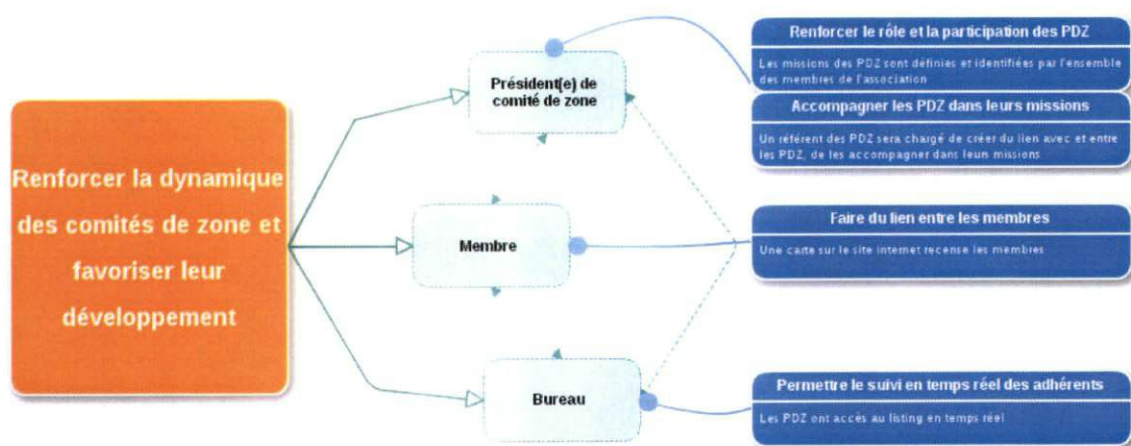 Renforcer la dynamique
des comités de zone et
favoriser leur
développement
Président(e) de
comité de zone
Membre
Bureau
Renforcer le rôle et la participation des PDZ
Les missions des PDZ sont définies et identifiées par l'ensemble
des membres de l'association
Accompagner les PDZ dans leurs missions
Un référent des PDZ sera chargé de créer du lien avec et entre
les PDZ, de les accompagner dans leurs missions
Faire du lien entre les membres
Une carte sur le site internet recense les membres
Permettre le suivi en temps réel des adhérents
Les PDZ ont accès au listing en temps réel